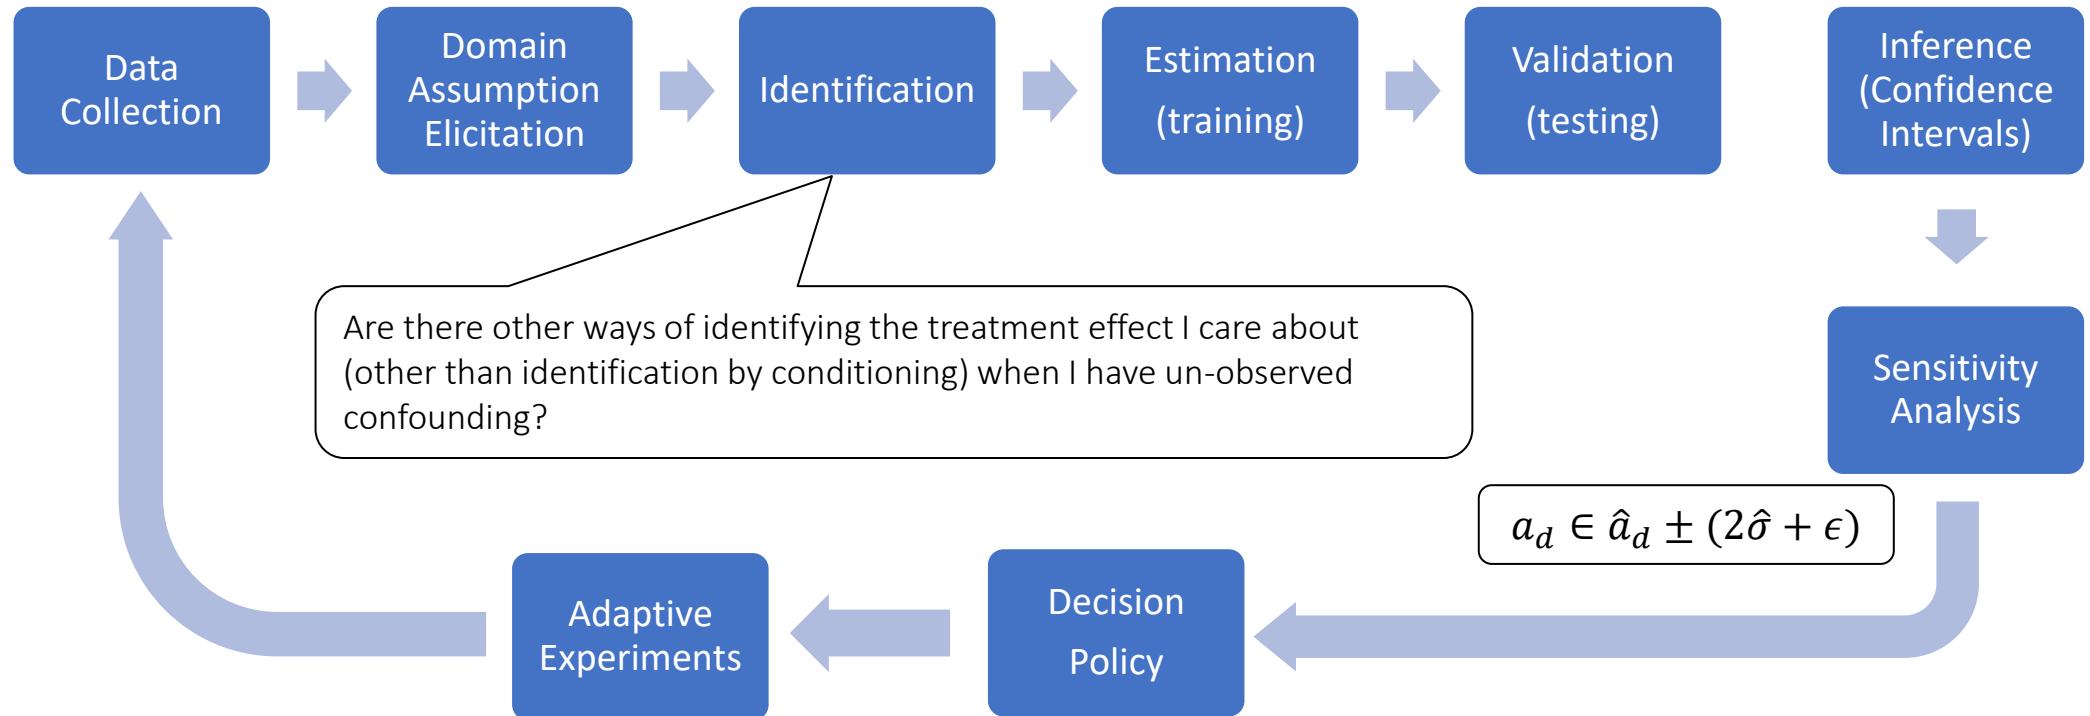 Data
Collection
Domain
Assumption
Elicitation
Identification
Estimation
(training)
Validation
(testing)
Inference
(Confidence
Intervals)
Are there other ways of identifying the treatment effect I care about
(other than identification by conditioning) when I have un-observed
confounding?
Sensitivity
Analysis
𝑎_𝑑 ∈ 𝑎̂_𝑑 ± (2𝜎̂ + 𝜖)
Decision
Policy
Adaptive
Experiments